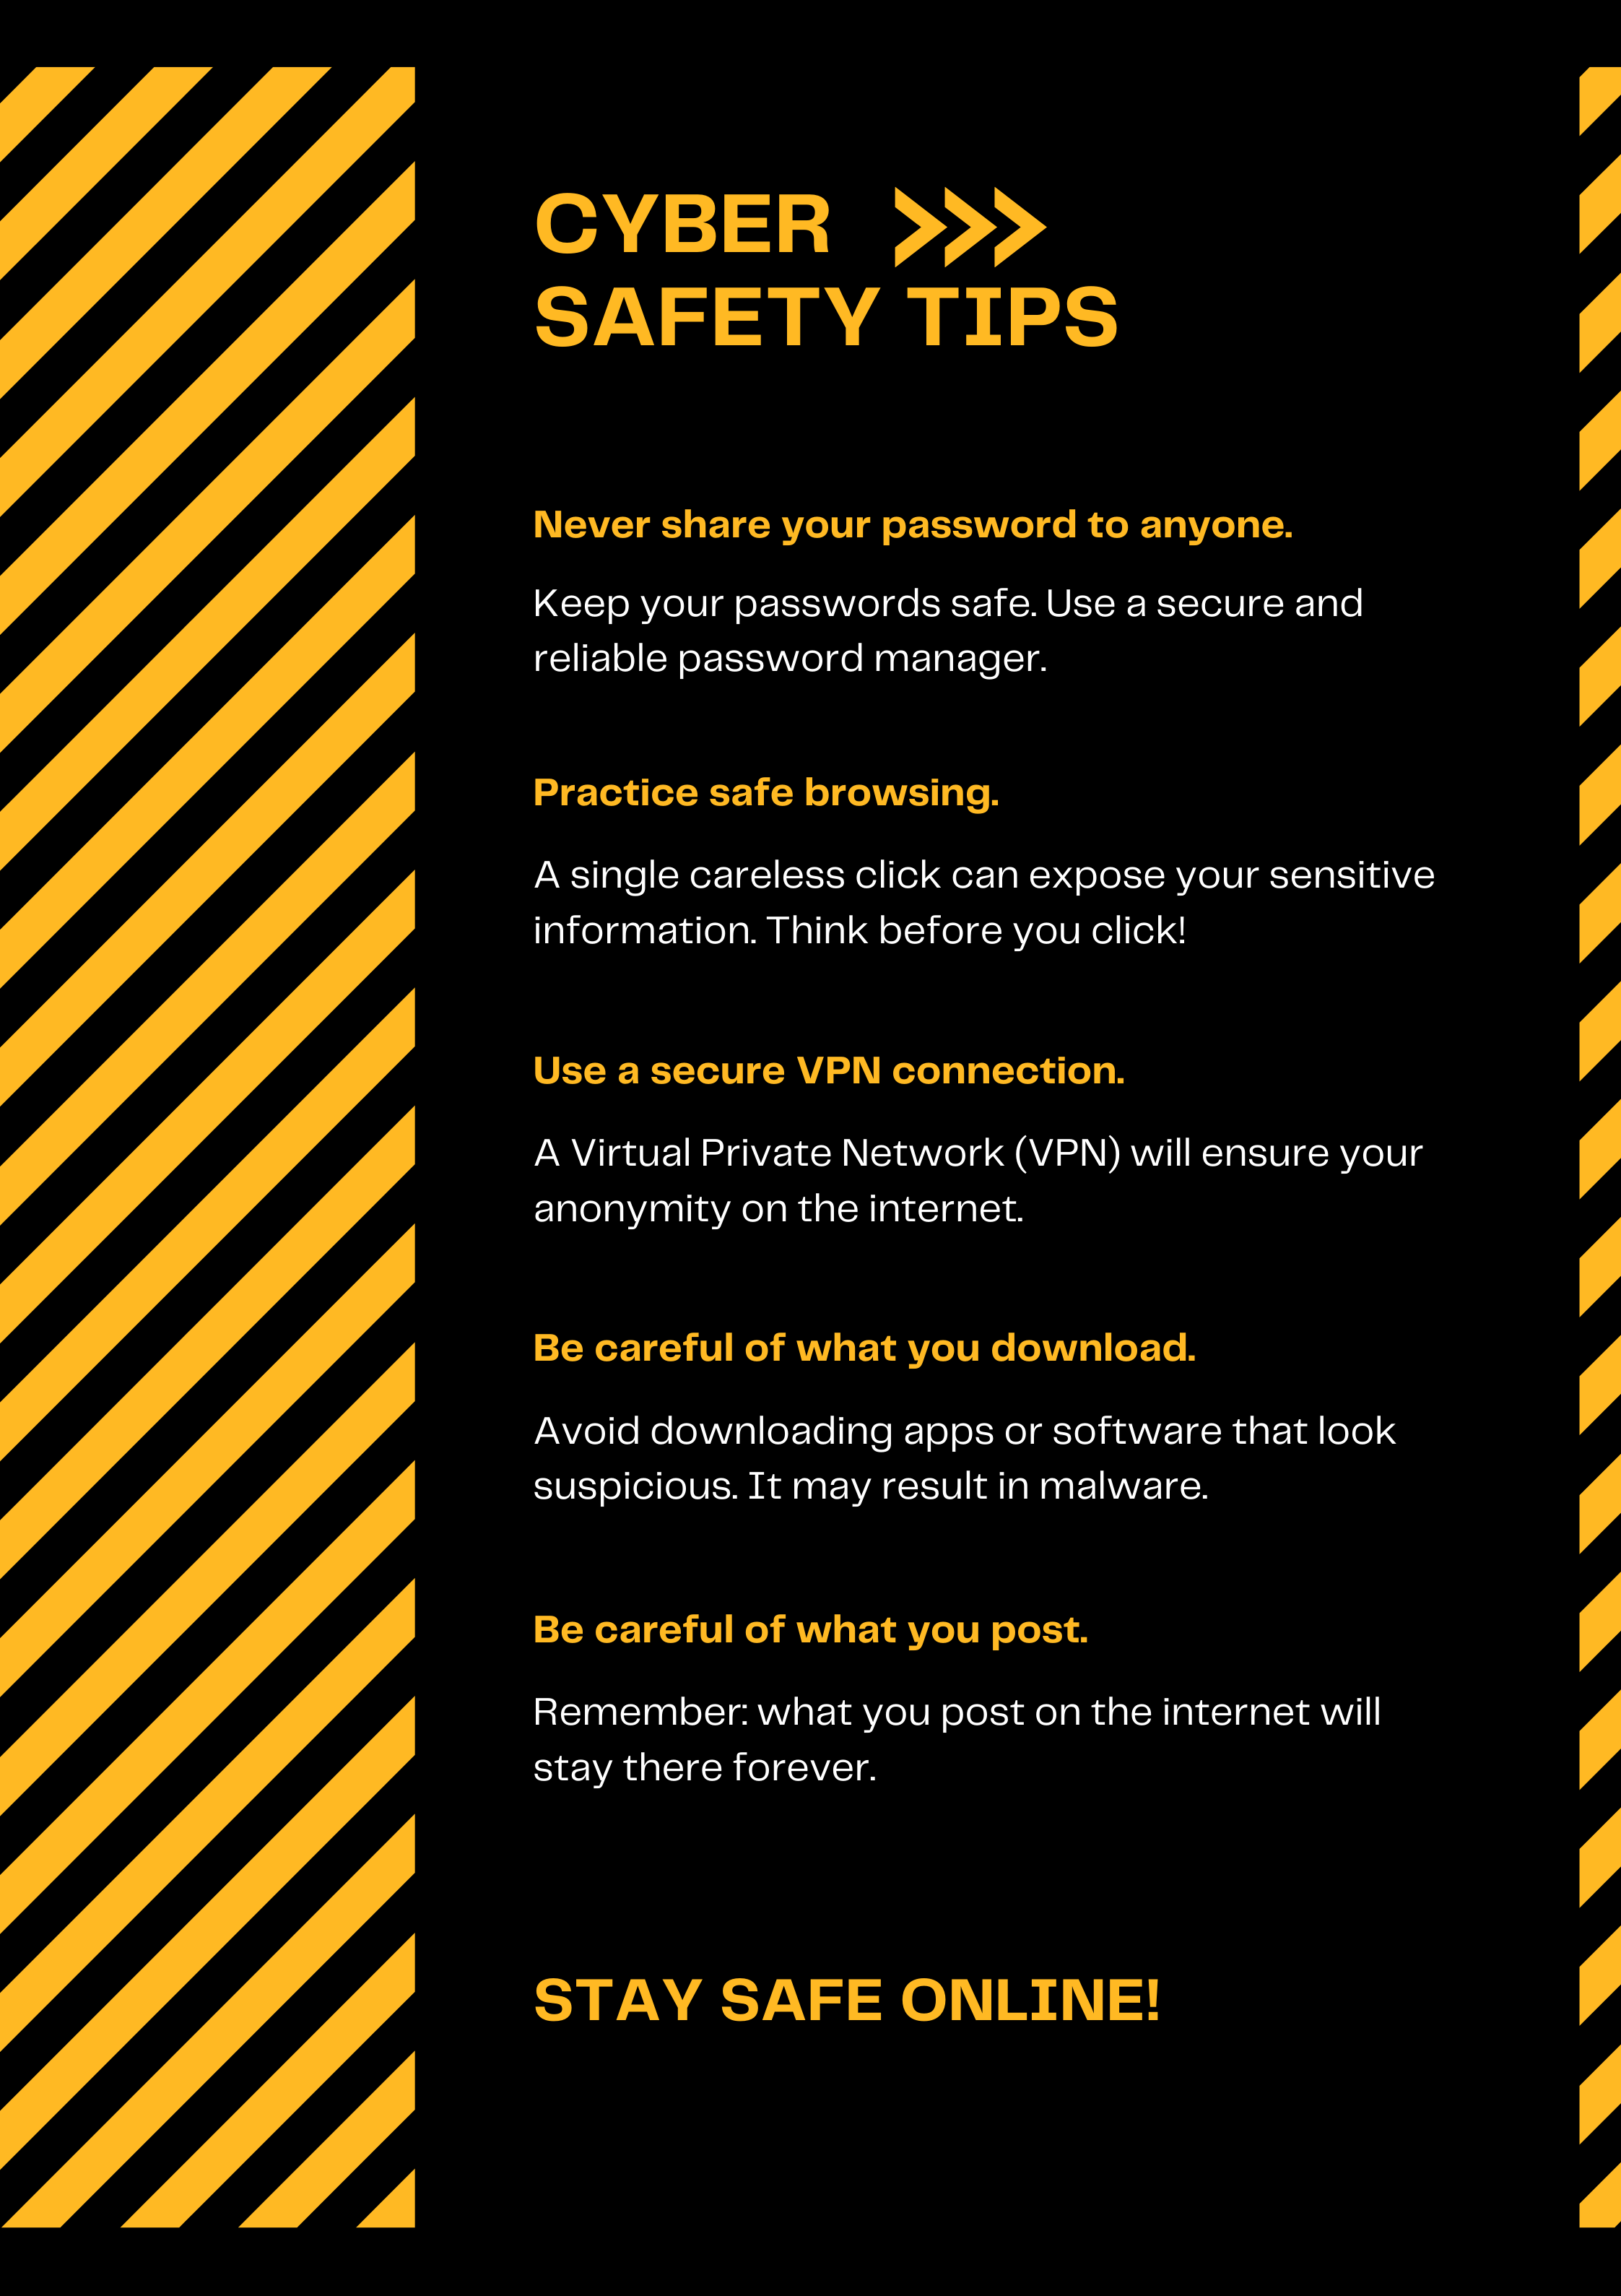 CYBER
SAFETY TIPS
Never share your password to anyone.
Keep your passwords safe. Use a secure and
reliable password manager.
Practice safe browsing.
A single careless click can expose your sensitive
information. Think before you click!
Use a secure VPN connection.
A Virtual Private Network (VPN) will ensure your
anonymity on the internet.
Be careful of what you download.
Avoid downloading apps or software that look
suspicious. It may result in malware.
Be careful of what you post.
Remember: what you post on the internet will
stay there forever.
STAY SAFE ONLINE!